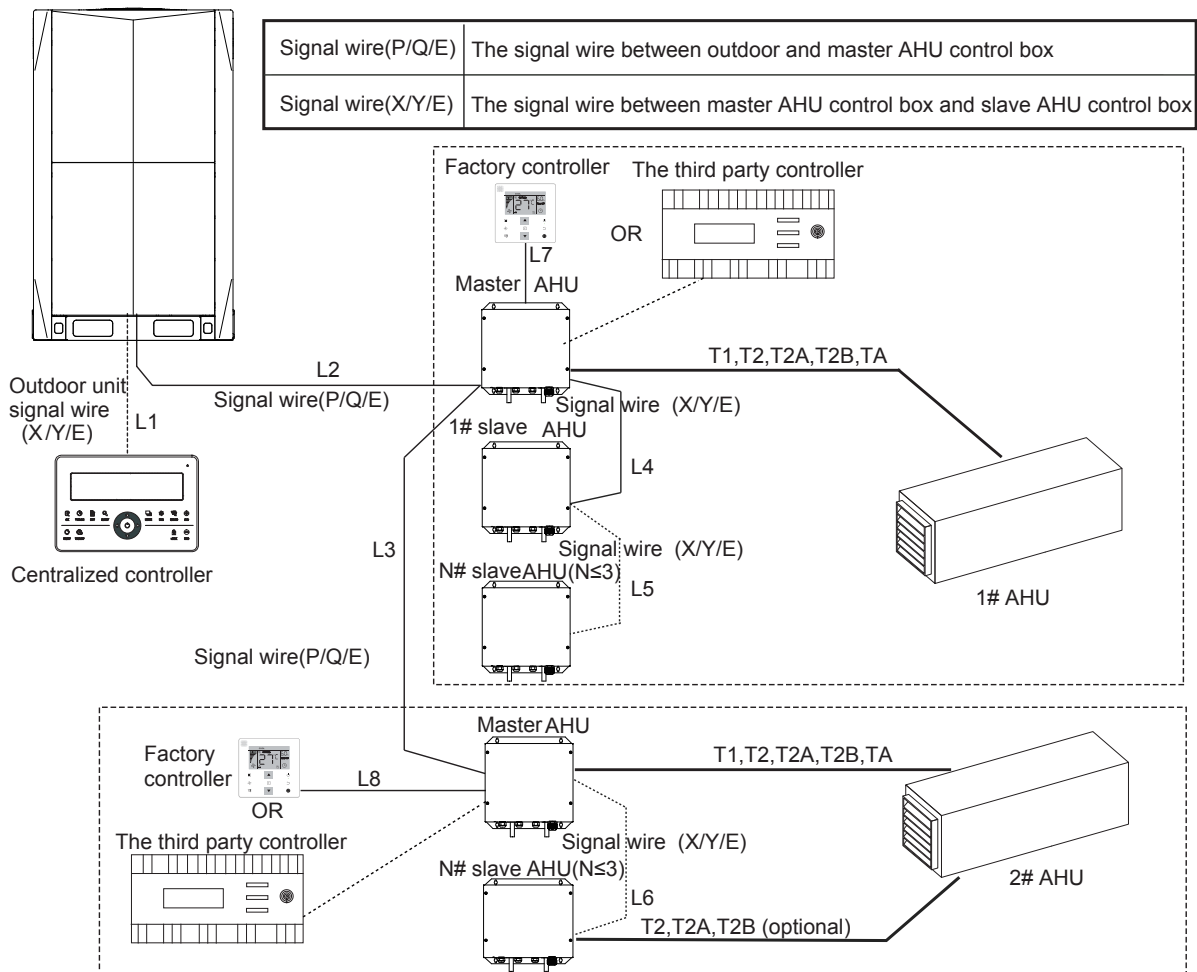 Signal wire(P/Q/E) The signal wire between outdoor and master AHU control box
Signal wire(X/Y/E) The signal wire between master AHU control box and slave AHU control box
Factory controller
The third party controller
OR
L7
Master AHU
T1,T2,T2A,T2B,TA
L2
Signal wire(P/Q/E)
Signal wire (X/Y/E)
Outdoor unit
signal wire
(X/Y/E)
L1
1# slave AHU
L4
L3
Signal wire (X/Y/E)
Centralized controller
N# slave AHU(N≤3)
L5
1# AHU
Signal wire(P/Q/E)
Master AHU
Factory
controller
L8
OR
T1,T2,T2A,T2B,TA
The third party controller
Signal wire (X/Y/E)
N# slave AHU(N≤3)
L6
2# AHU
T2,T2A,T2B (optional)